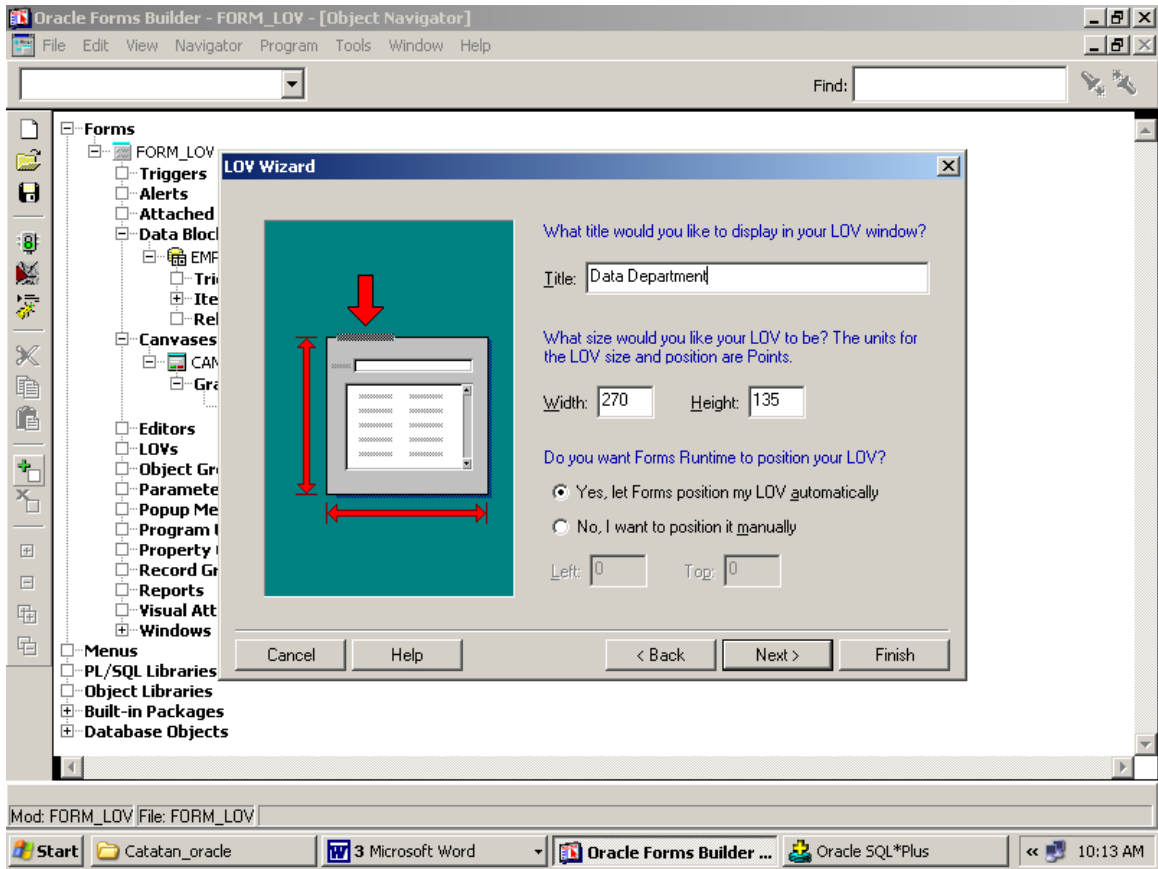 Oracle Forms Builder - FORM_LOV - [Object Navigator]
File Edit View Navigator Program Tools Window Help
Find:
Forms
FORM_LOV
Triggers
Alerts
Attached
Data Bloc
EMP
Tri
Ite
Rel
Canvases
CAN
Gra
Editors
LOVs
Object Gr
Paramete
Popup Me
Program
Property
Record Gr
Reports
Visual Att
Windows
Menus
PL/SQL Libraries
Object Libraries
Built-in Packages
Database Objects
LOV Wizard
What title would you like to display in your LOV window?
Title: Data Department
What size would you like your LOV to be? The units for
the LOV size and position are Points.
Width: 270 Height: 135
Do you want Forms Runtime to position your LOV?
Yes, let Forms position my LOV automatically
No, I want to position it manually
Left: 0 Top: 0
Cancel Help < Back Next > Finish
Mod: FORM_LOV File: FORM_LOV
Start Catatan_oracle 3 Microsoft Word Oracle Forms Builder ... Oracle SQL*Plus « 10:13 AM